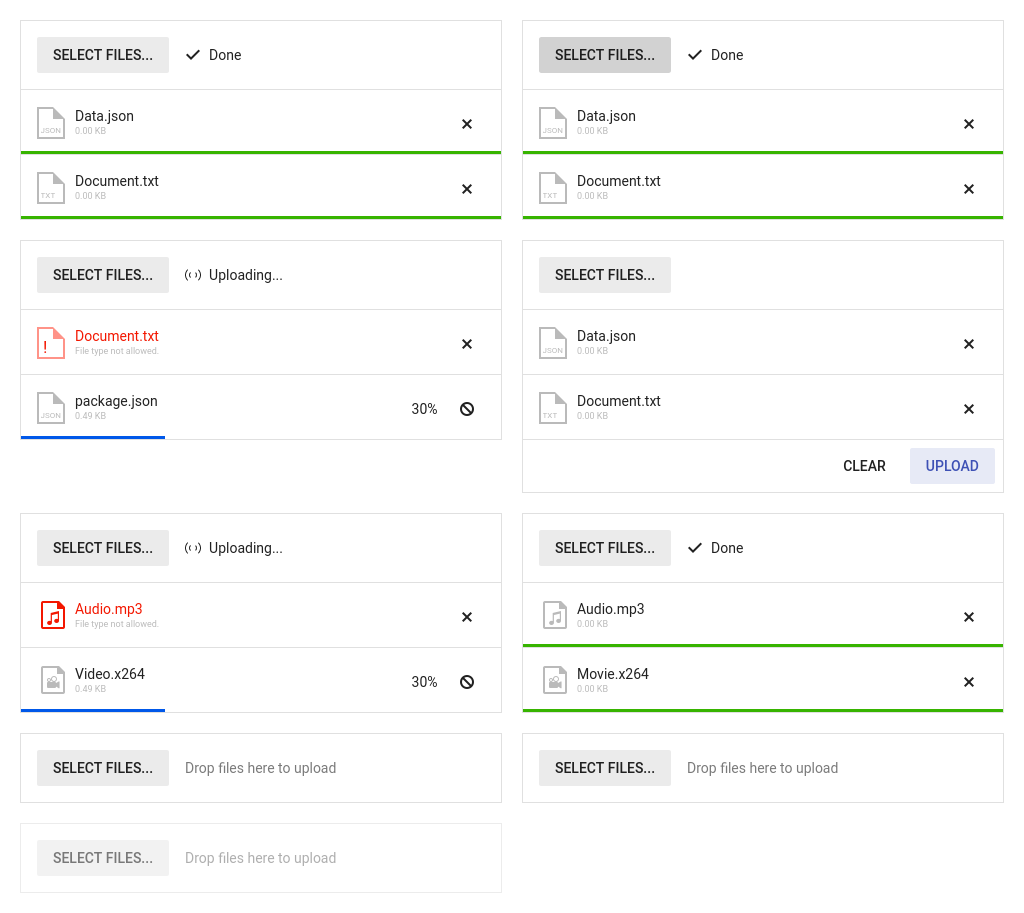 SELECT FILES... Done
JSON Data.json
0.00 KB
TXT Document.txt
0.00 KB
SELECT FILES... Done
JSON Data.json
0.00 KB
TXT Document.txt
0.00 KB
SELECT FILES... Uploading...
! Document.txt
File type not allowed.
JSON package.json 30%
0.49 KB
SELECT FILES...
JSON Data.json
0.00 KB
TXT Document.txt
0.00 KB
CLEAR UPLOAD
SELECT FILES... Uploading...
Audio.mp3
File type not allowed.
Video.x264 30%
0.49 KB
SELECT FILES... Done
Audio.mp3
0.00 KB
Movie.x264
0.00 KB
SELECT FILES... Drop files here to upload
SELECT FILES... Drop files here to upload
SELECT FILES... Drop files here to upload